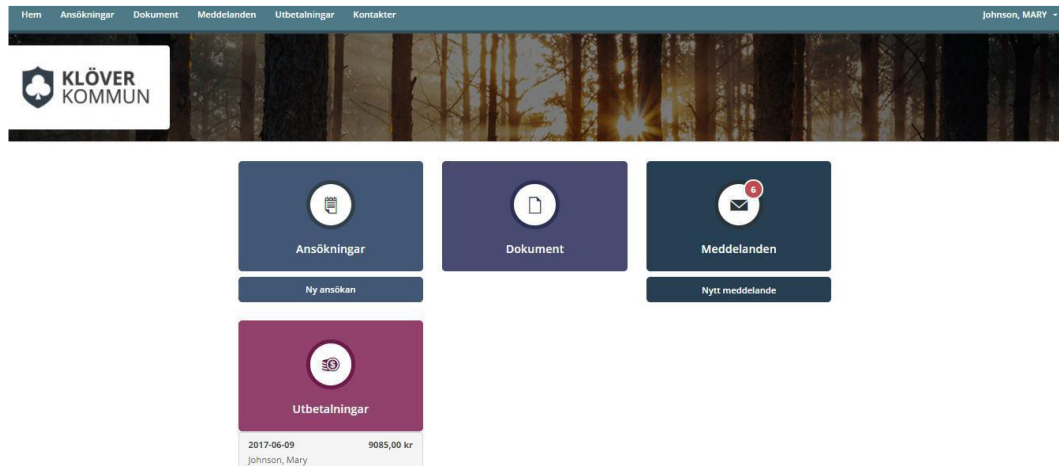 Hem Ansökningar Dokument Meddelanden Utbetalningar Kontakter Johnson, MARY
KLÖVER
KOMMUN
6
Ansökningar Dokument Meddelanden
Ny ansökan Nytt meddelande
Utbetalningar
2017-06-09 9085,00 kr
Johnson, Mary